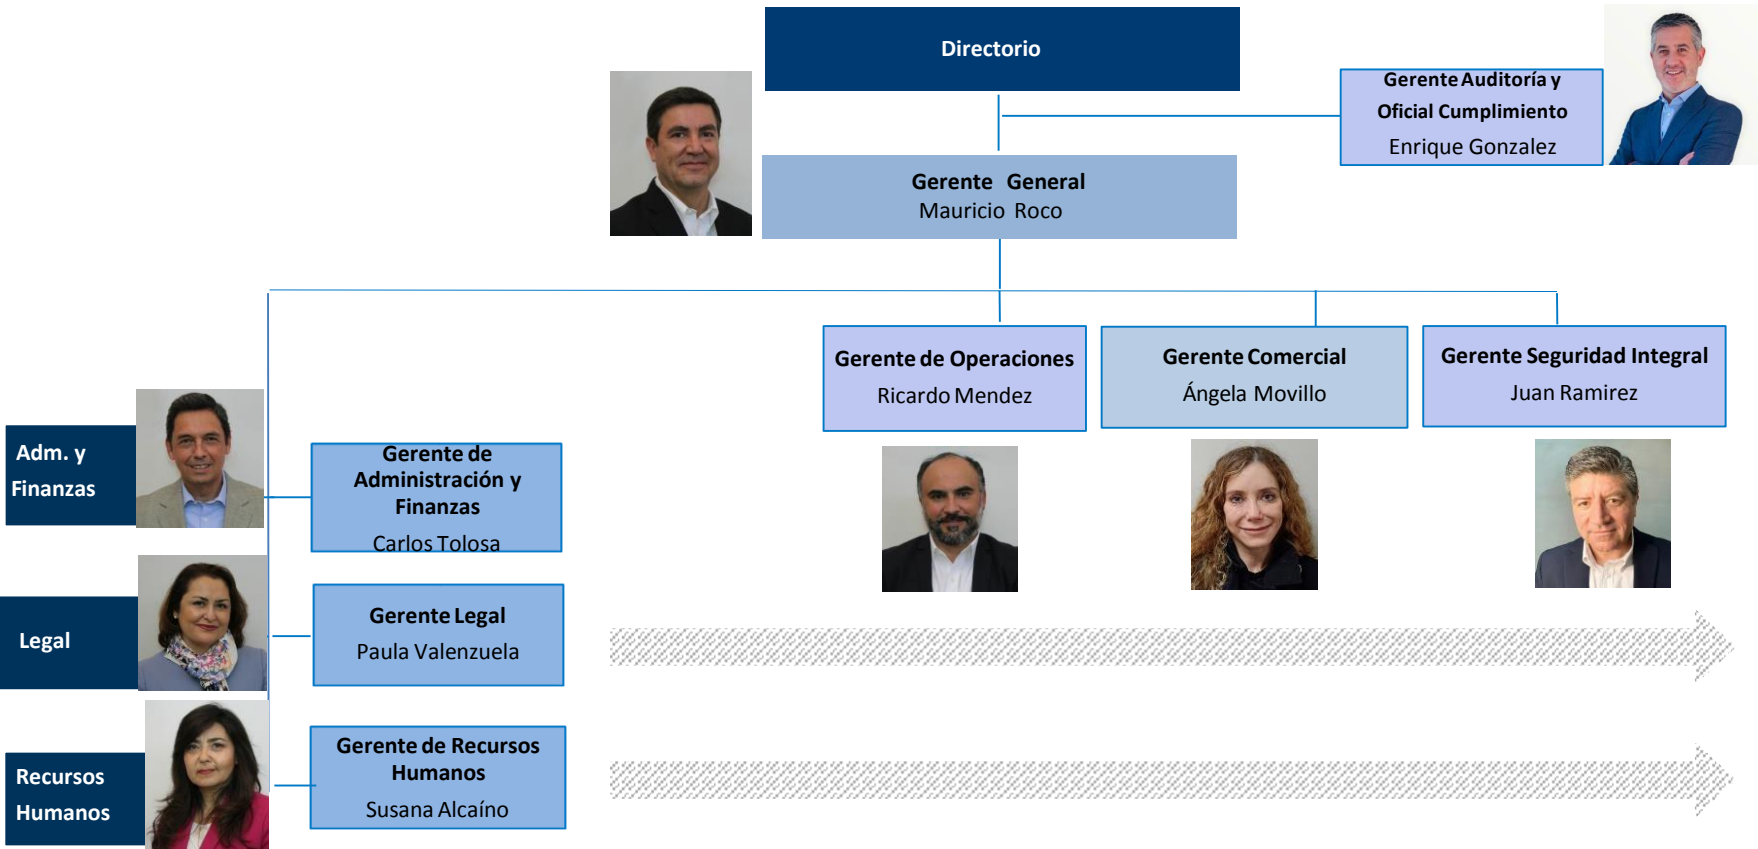 Directorio
Gerente Auditoría y
Oficial Cumplimiento
Enrique Gonzalez
Gerente General
Mauricio Roco
Gerente de Operaciones
Ricardo Mendez
Gerente Comercial
Ángela Movillo
Gerente Seguridad Integral
Juan Ramirez
Adm. y
Finanzas
Gerente de
Administración y
Finanzas
Carlos Tolosa
Legal
Gerente Legal
Paula Valenzuela
Recursos
Humanos
Gerente de Recursos
Humanos
Susana Alcaíno